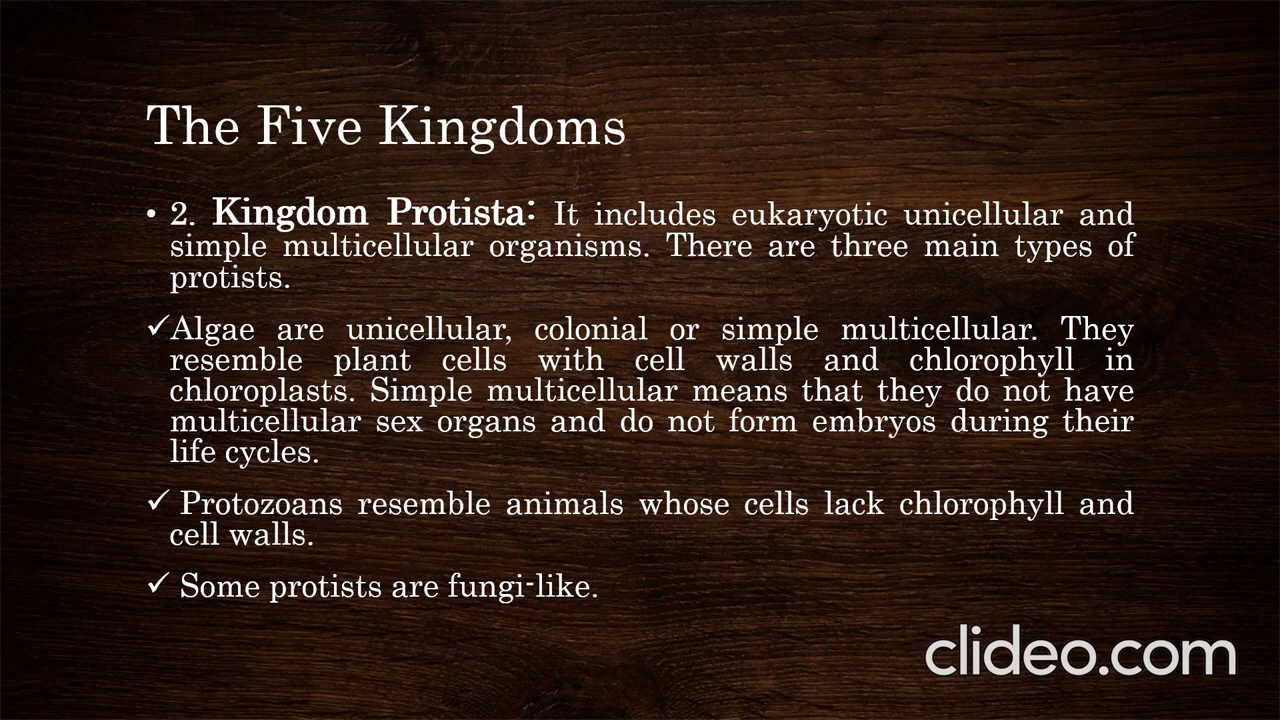 The Five Kingdoms
• 2. Kingdom Protista: It includes eukaryotic unicellular and
simple multicellular organisms. There are three main types of
protists.
✓Algae are unicellular, colonial or simple multicellular. They
resemble plant cells with cell walls and chlorophyll in
chloroplasts. Simple multicellular means that they do not have
multicellular sex organs and do not form embryos during their
life cycles.
✓ Protozoans resemble animals whose cells lack chlorophyll and
cell walls.
✓ Some protists are fungi-like.
clideo.com